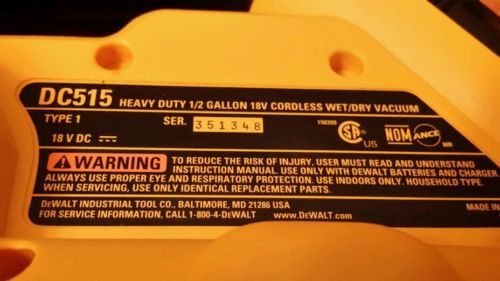 DC515 HEAVY DUTY 1/2 GALLON 18V CORDLESS WET/DRY VACUUM
TYPE 1 SER. 351348 158399
18 V DC US NOM ANCE MR
WARNING TO REDUCE THE RISK OF INJURY, USER MUST READ AND UNDERSTAND
INSTRUCTION MANUAL. USE ONLY WITH DEWALT BATTERIES AND CHARGER
ALWAYS USE PROPER EYE AND RESPIRATORY PROTECTION. USE INDOORS ONLY. HOUSEHOLD TYPE.
WHEN SERVICING, USE ONLY IDENTICAL REPLACEMENT PARTS.
DEWALT INDUSTRIAL TOOL CO., BALTIMORE, MD 21286 USA MADE IN
FOR SERVICE INFORMATION, CALL 1-800-4-DEWALT www.DEWALT.com